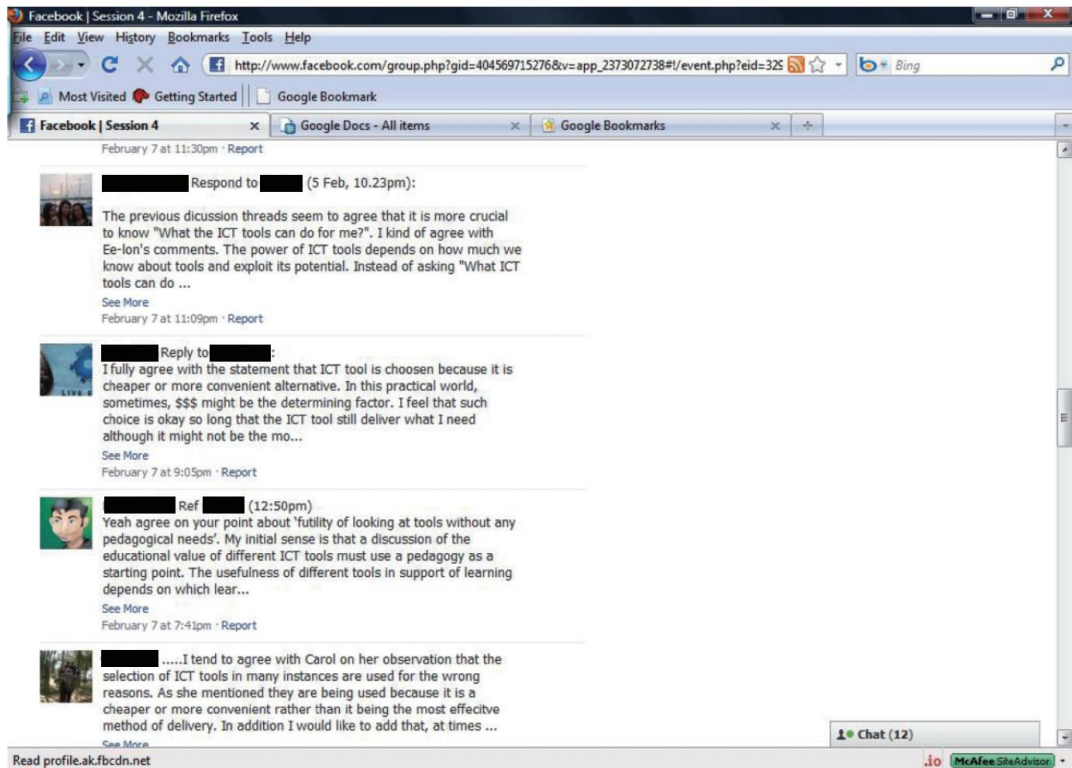 Facebook | Session 4 - Mozilla Firefox
File Edit View History Bookmarks Tools Help
http://www.facebook.com/group.php?gid=404569715276&v=app_2373072738#!/event.php?eid=329
Bing
Most Visited Getting Started Google Bookmark
Facebook | Session 4 Google Docs - All items Google Bookmarks
February 7 at 11:30pm · Report
Respond to (5 Feb, 10.23pm):
The previous dicussion threads seem to agree that it is more crucial
to know "What the ICT tools can do for me?". I kind of agree with
Ee-lon's comments. The power of ICT tools depends on how much we
know about tools and exploit its potential. Instead of asking "What ICT
tools can do ...
See More
February 7 at 11:09pm · Report
Reply to :
I fully agree with the statement that ICT tool is choosen because it is
cheaper or more convenient alternative. In this practical world,
sometimes, $$$ might be the determining factor. I feel that such
choice is okay so long that the ICT tool still deliver what I need
although it might not be the mo...
See More
February 7 at 9:05pm · Report
LIVE
Ref (12:50pm)
Yeah agree on your point about 'futility of looking at tools without any
pedagogical needs'. My initial sense is that a discussion of the
educational value of different ICT tools must use a pedagogy as a
starting point. The usefulness of different tools in support of learning
depends on which lear...
See More
February 7 at 7:41pm · Report
.....I tend to agree with Carol on her observation that the
selection of ICT tools in many instances are used for the wrong
reasons. As she mentioned they are being used because it is a
cheaper or more convenient rather than it being the most effecitve
method of delivery. In addition I would like to add that, at times ...
See More
Chat (12)
Read profile.ak.fbcdn.net
.io McAfee SiteAdvisor